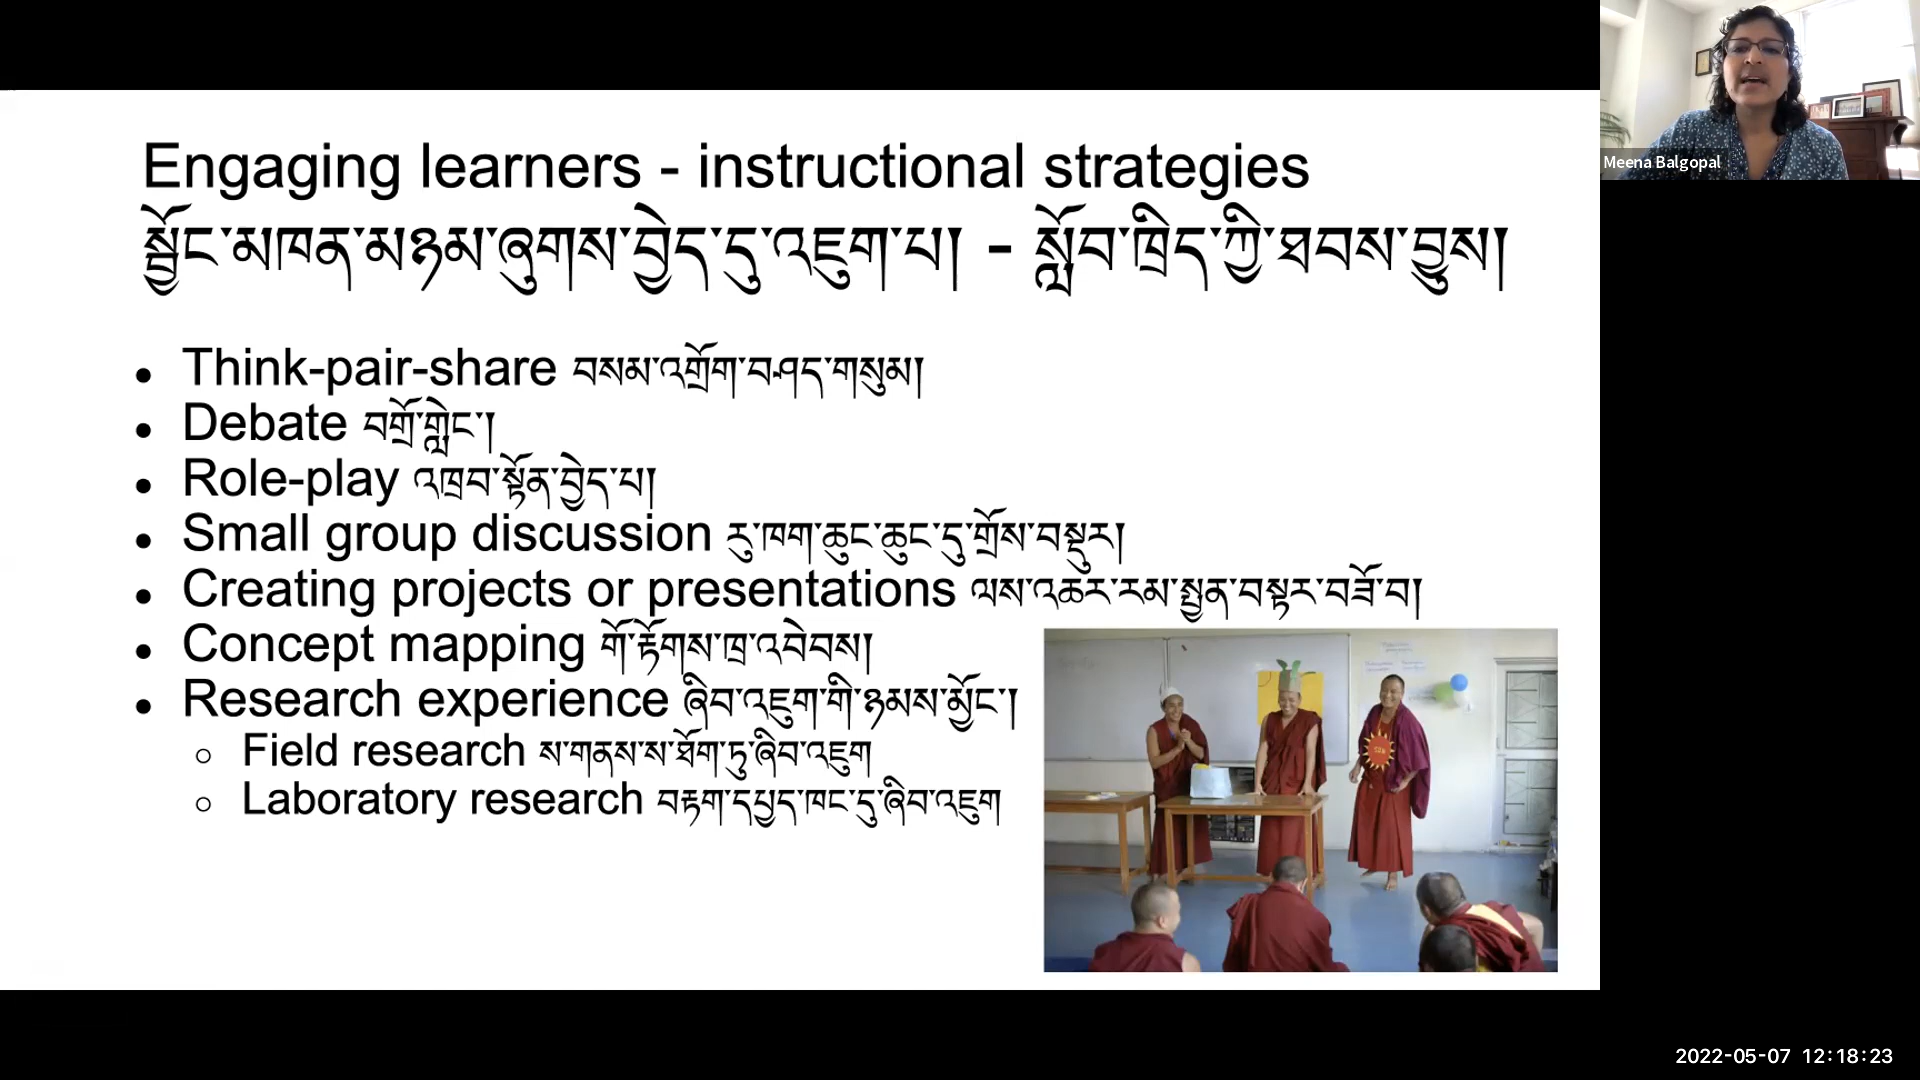 Engaging learners - instructional strategies
སྦྱོང་མཁན་མཉམ་ཞུགས་བྱེད་དུ་འཇུག་པ། - སློབ་ཁྲིད་ཀྱི་ཐབས་བྱུས།
● Think-pair-share བསམ་འགྲོག་བཤད་གསུམ།
● Debate བགྲོ་གླེང་།
● Role-play འཁྲབ་སྟོན་བྱེད་པ།
● Small group discussion རུ་ཁག་ཆུང་ཆུང་དུ་གྲོས་བསྡུར།
● Creating projects or presentations ལས་འཆར་རམ་སྤྱན་བསྟར་བཟོ་བ།
● Concept mapping གོ་རྟོགས་ཁྲ་འབེབས།
● Research experience ཞིབ་འཇུག་གི་ཉམས་མྱོང་།
○ Field research ས་གནས་ས་ཐོག་ཏུ་ཞིབ་འཇུག
○ Laboratory research བརྟག་དཔྱད་ཁང་དུ་ཞིབ་འཇུག
SUN
Meena Balgopal
2022-05-07 12:18:23